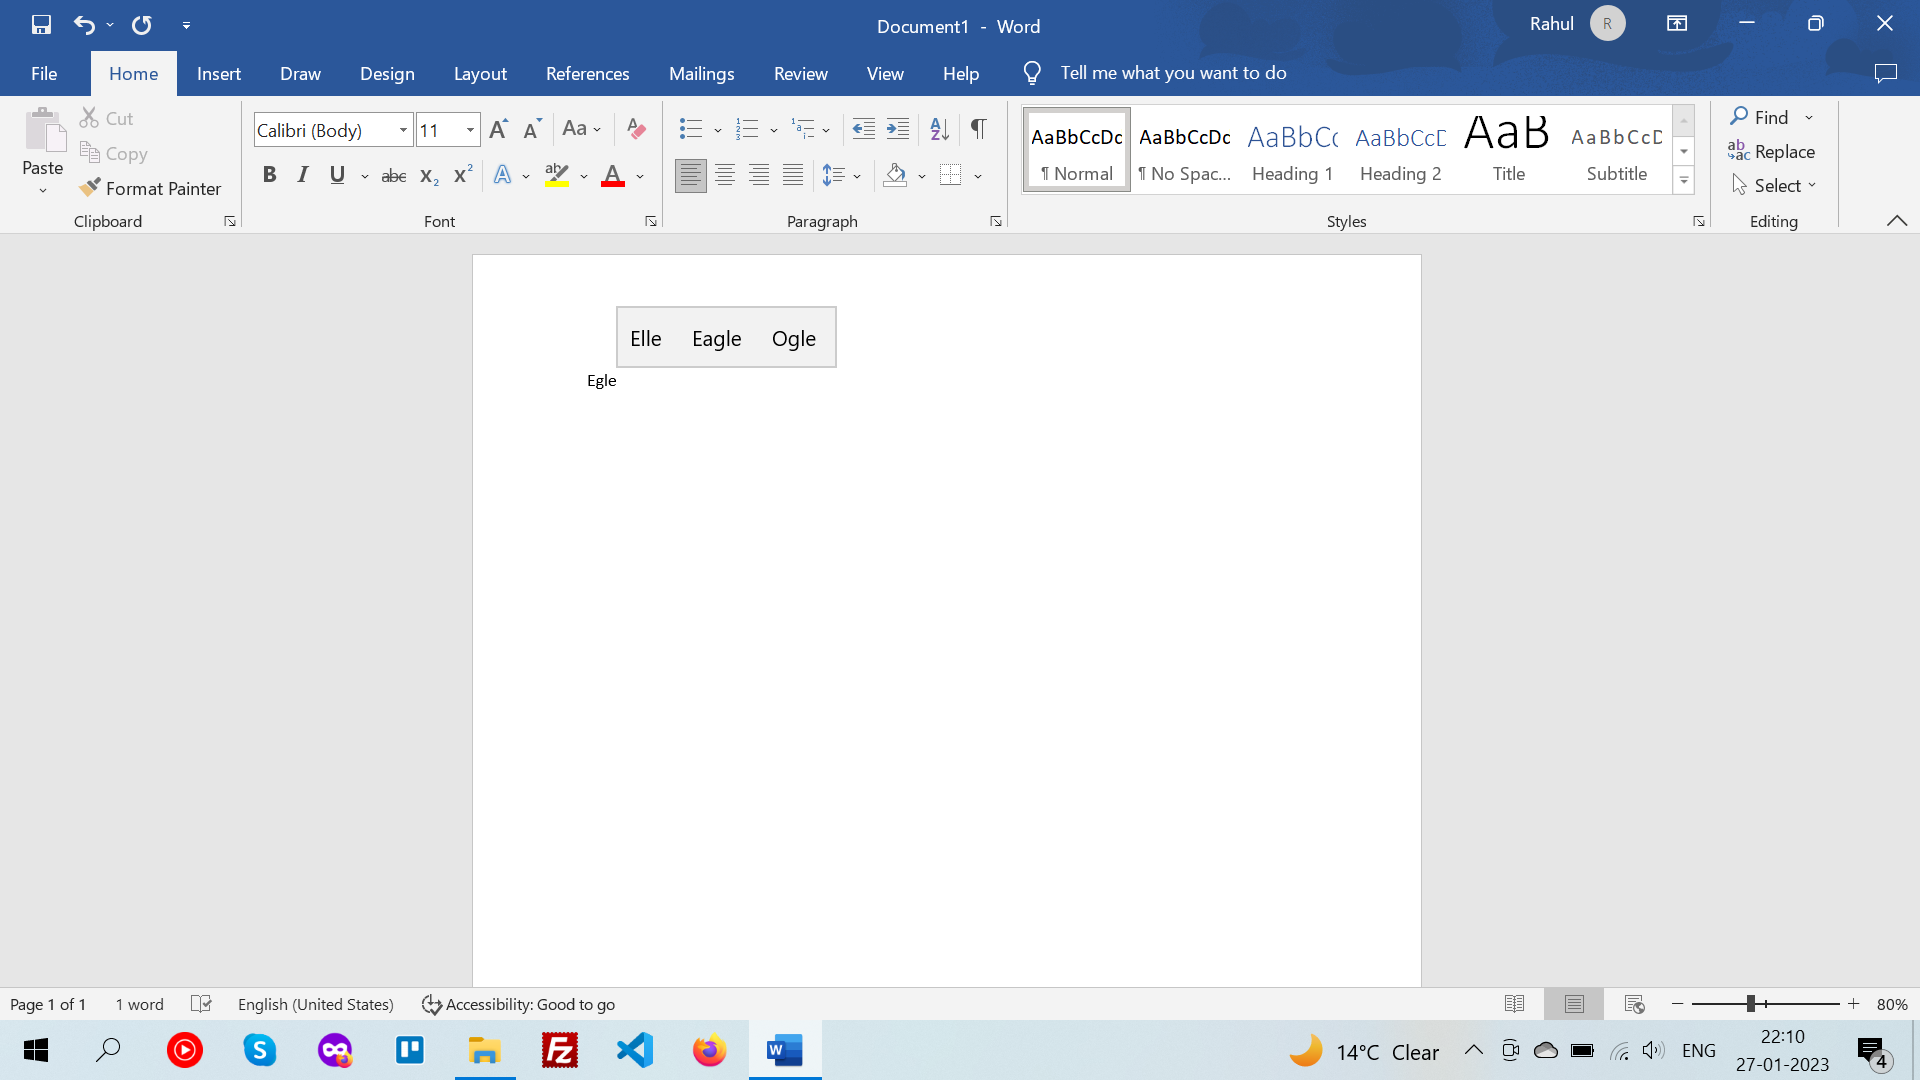 Document1 - Word
Rahul R
File Home Insert Draw Design Layout References Mailings Review View Help Tell me what you want to do
Paste
Cut
Copy
Format Painter
Clipboard
Calibri (Body) 11
Font
Paragraph
AaBbCcDc AaBbCcDc AaBbCc AaBbCcD AaB AaBbCcD
¶ Normal ¶ No Spac... Heading 1 Heading 2 Title Subtitle
Styles
Find
Replace
Select
Editing
Elle Eagle Ogle
Egle
Page 1 of 1 1 word English (United States) Accessibility: Good to go 80%
14°C Clear ENG 22:10
27-01-2023 4